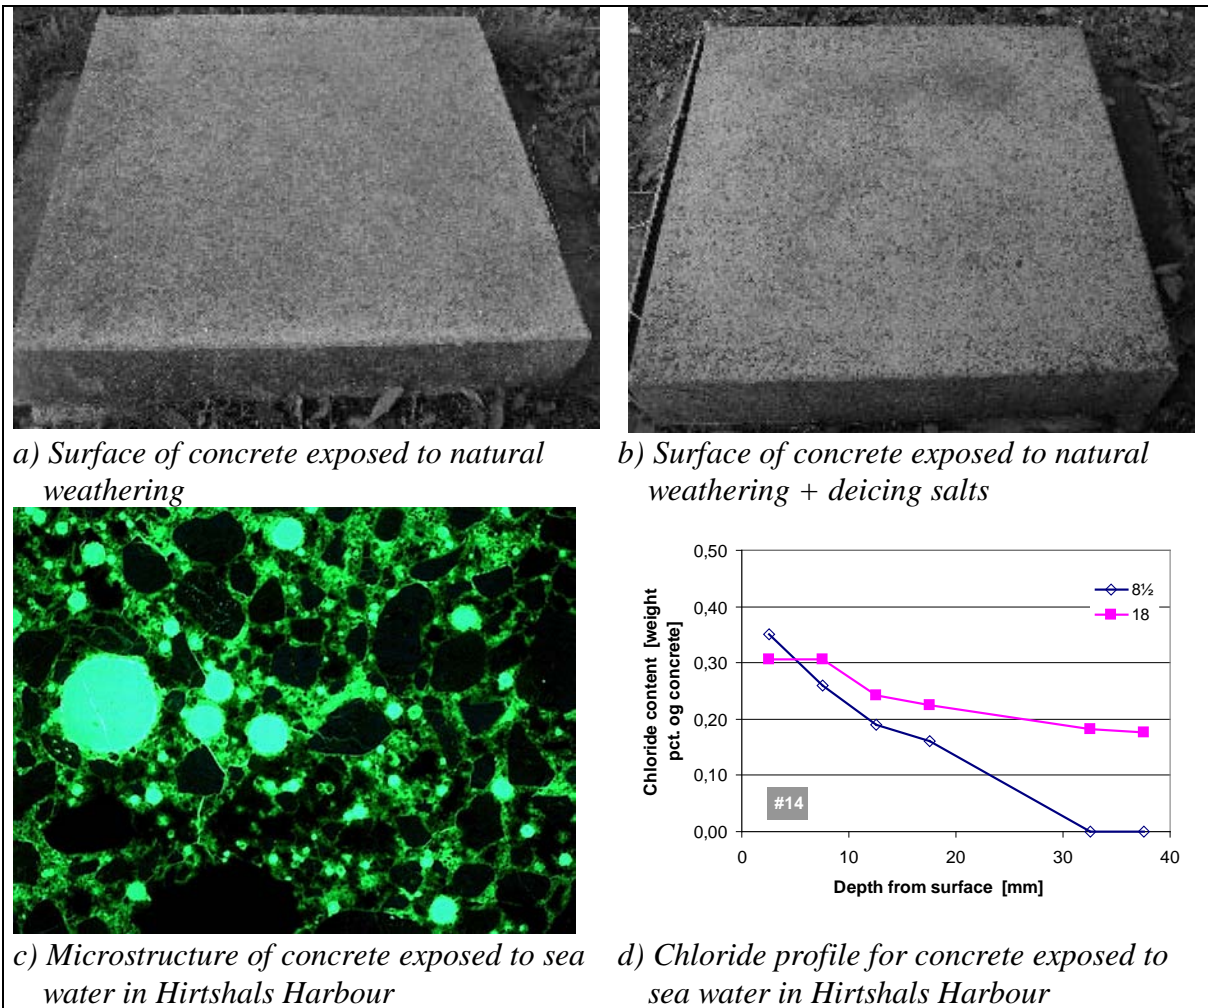 a) Surface of concrete exposed to natural
weathering
b) Surface of concrete exposed to natural
weathering + deicing salts
c) Microstructure of concrete exposed to sea
water in Hirtshals Harbour
0,50
0,40
0,30
0,20
0,10
0,00
Chloride content [weight
pct. og concrete]
8½
18
#14
0
10
20
30
40
Depth from surface [mm]
d) Chloride profile for concrete exposed to
sea water in Hirtshals Harbour